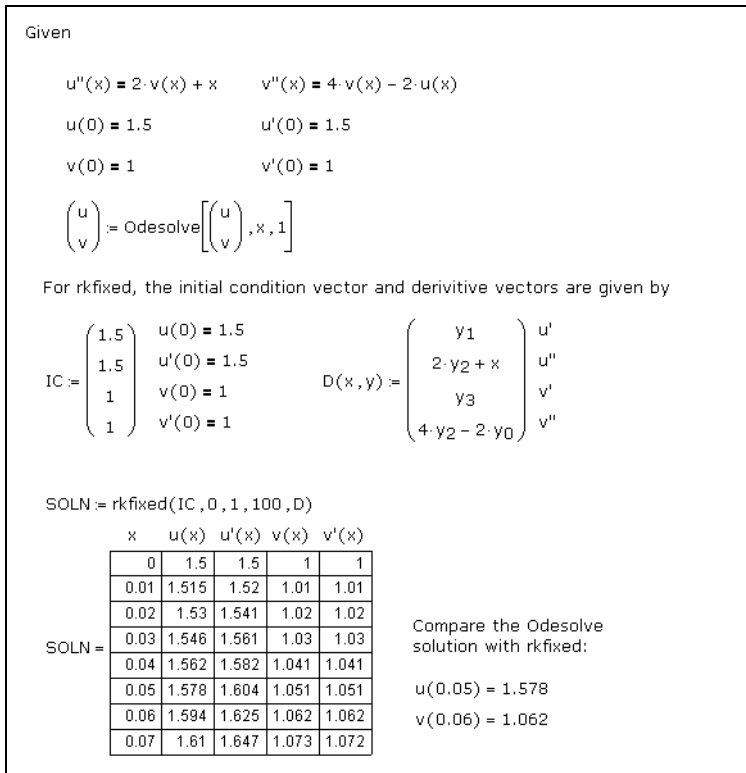 Given
u"(x) = 2·v(x) + x    v"(x) = 4·v(x) − 2·u(x)
u(0) = 1.5    u'(0) = 1.5
v(0) = 1    v'(0) = 1
(u v) := Odesolve[(u v), x, 1]
For rkfixed, the initial condition vector and derivitive vectors are given by
IC := (1.5 1.5 1 1)
u(0) = 1.5
u'(0) = 1.5
v(0) = 1
v'(0) = 1
D(x,y) :=
y1    u'
2·y2 + x    u"
y3    v'
4·y2 − 2·y0    v"
SOLN := rkfixed(IC,0,1,100,D)
x    u(x)    u'(x)    v(x)    v'(x)
SOLN =
0    1.5    1.5    1    1
0.01    1.515    1.52    1.01    1.01
0.02    1.53    1.541    1.02    1.02
0.03    1.546    1.561    1.03    1.03
0.04    1.562    1.582    1.041    1.041
0.05    1.578    1.604    1.051    1.051
0.06    1.594    1.625    1.062    1.062
0.07    1.61    1.647    1.073    1.072
Compare the Odesolve
solution with rkfixed:
u(0.05) = 1.578
v(0.06) = 1.062